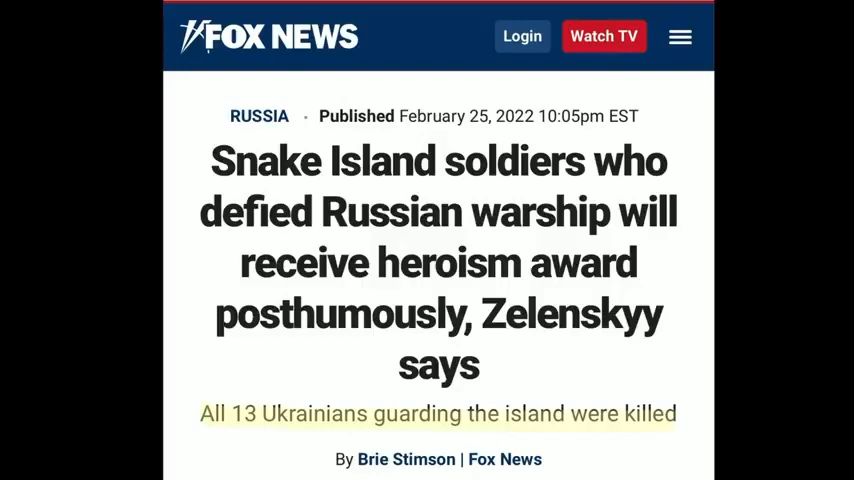 FOX NEWS
Login
Watch TV
RUSSIA · Published February 25, 2022 10:05pm EST
Snake Island soldiers who
defied Russian warship will
receive heroism award
posthumously, Zelenskyy
says
All 13 Ukrainians guarding the island were killed
By Brie Stimson | Fox News